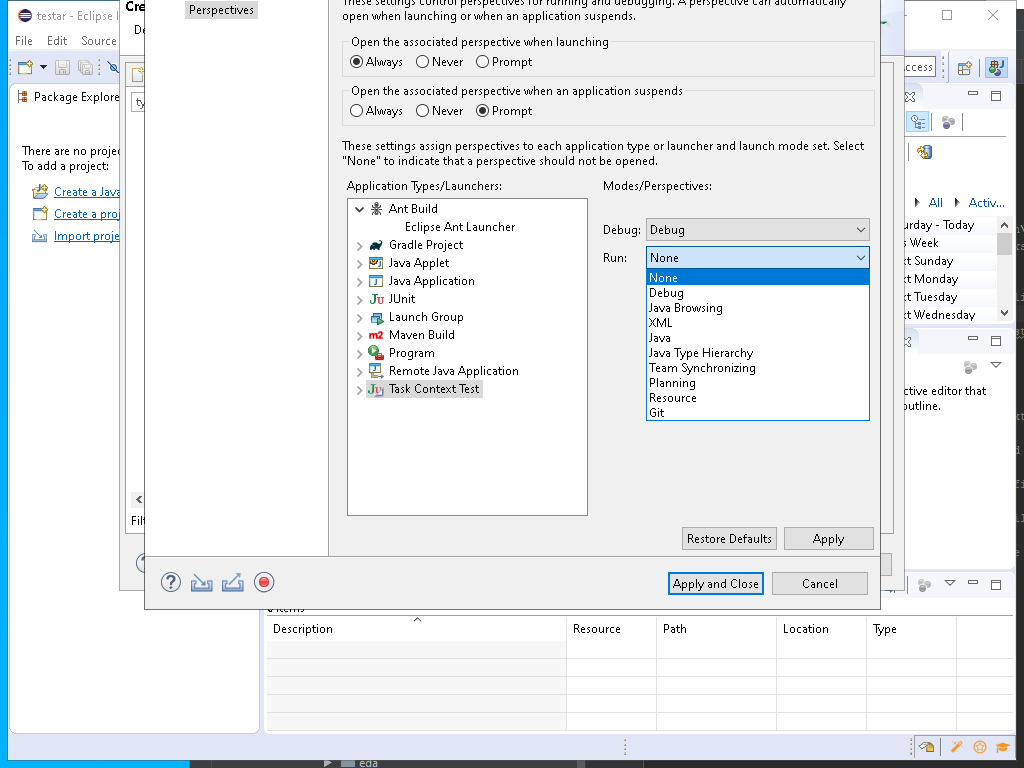 testar - Eclipse I
File Edit Source
Package Explore
There are no proje
To add a project:
Create a Java
Create a proj
Import proje
Cre
De
ty
Filt
Perspectives
These settings control perspectives for running and debugging. A perspective can automatically
open when launching or when an application suspends.
Open the associated perspective when launching
Always Never Prompt
Open the associated perspective when an application suspends
Always Never Prompt
These settings assign perspectives to each application type or launcher and launch mode set. Select
"None" to indicate that a perspective should not be opened.
Application Types/Launchers:
Ant Build
Eclipse Ant Launcher
Gradle Project
Java Applet
Java Application
JUnit
Launch Group
Maven Build
Program
Remote Java Application
Task Context Test
Modes/Perspectives:
Debug: Debug
Run: None
None
Debug
Java Browsing
XML
Java
Java Type Hierarchy
Team Synchronizing
Planning
Resource
Git
Restore Defaults Apply
Apply and Close Cancel
ccess
All Activ...
urday - Today
s Week
xt Sunday
xt Monday
xt Tuesday
xt Wednesday
ctive editor that
outline.
items
Description Resource Path Location Type
eda